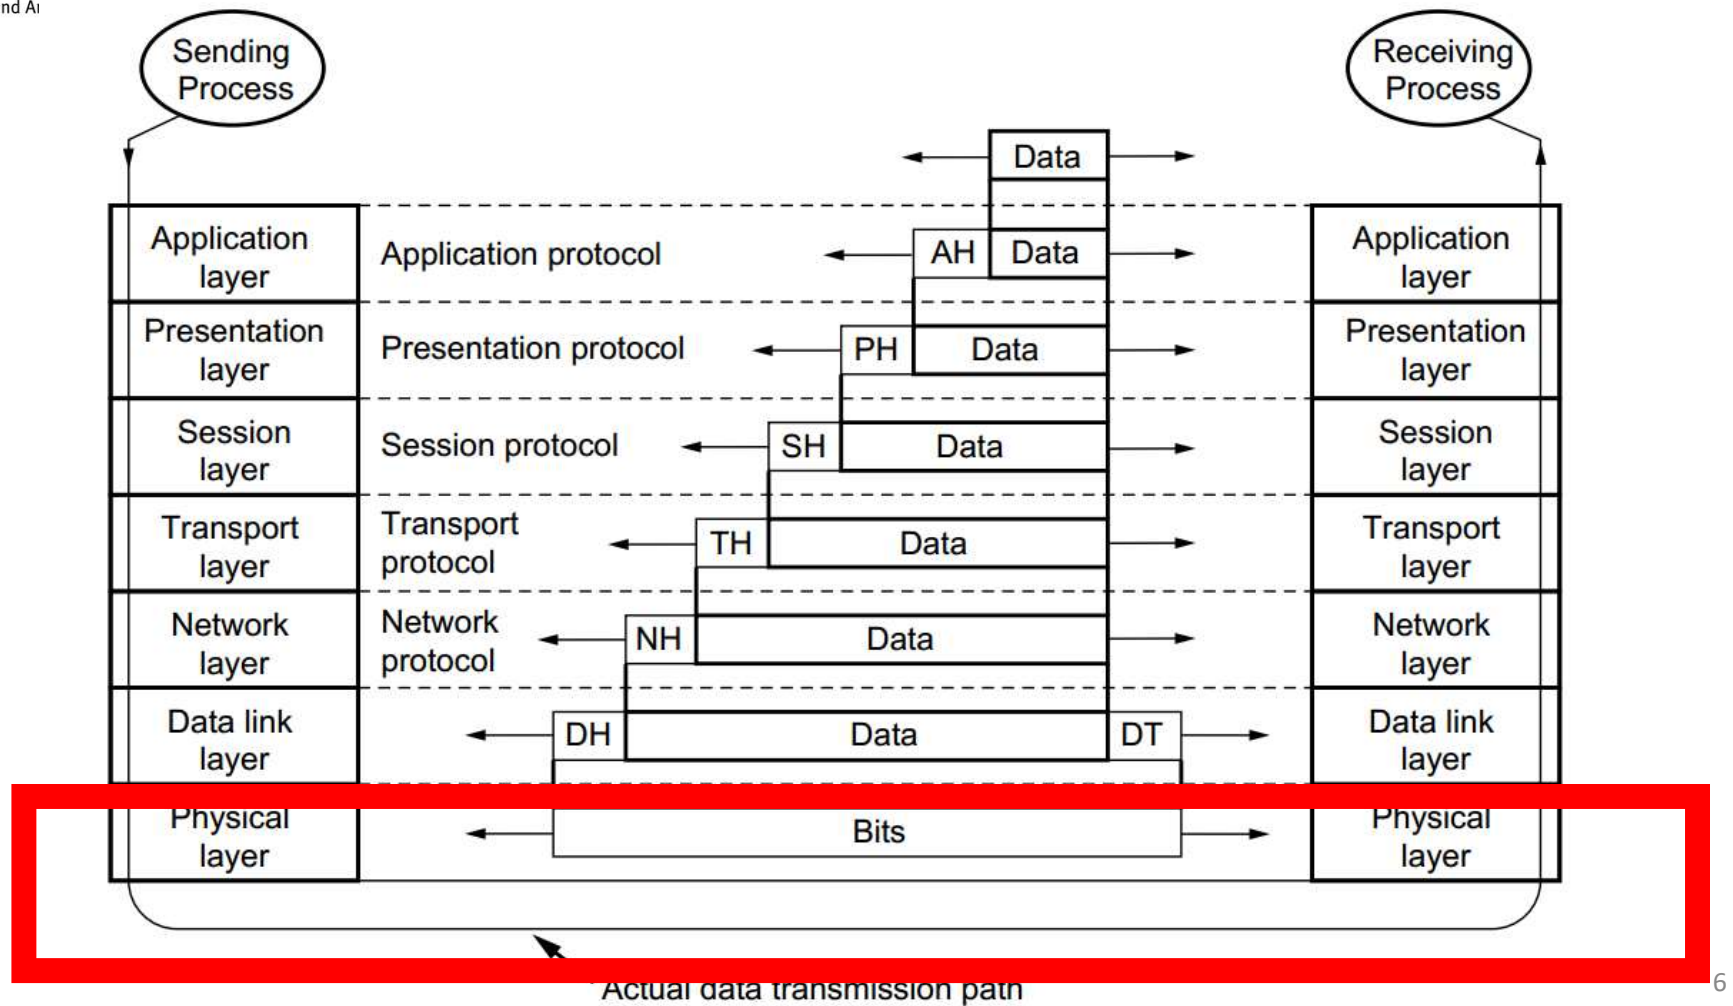 nd A
Sending
Process
Receiving
Process
Data
Application
layer
Application protocol
AH
Data
Application
layer
Presentation
layer
Presentation protocol
PH
Data
Presentation
layer
Session
layer
Session protocol
SH
Data
Session
layer
Transport
layer
Transport
protocol
TH
Data
Transport
layer
Network
layer
Network
protocol
NH
Data
Network
layer
Data link
layer
DH
Data
DT
Data link
layer
Physical
layer
Bits
Physical
layer
Actual data transmission path
6